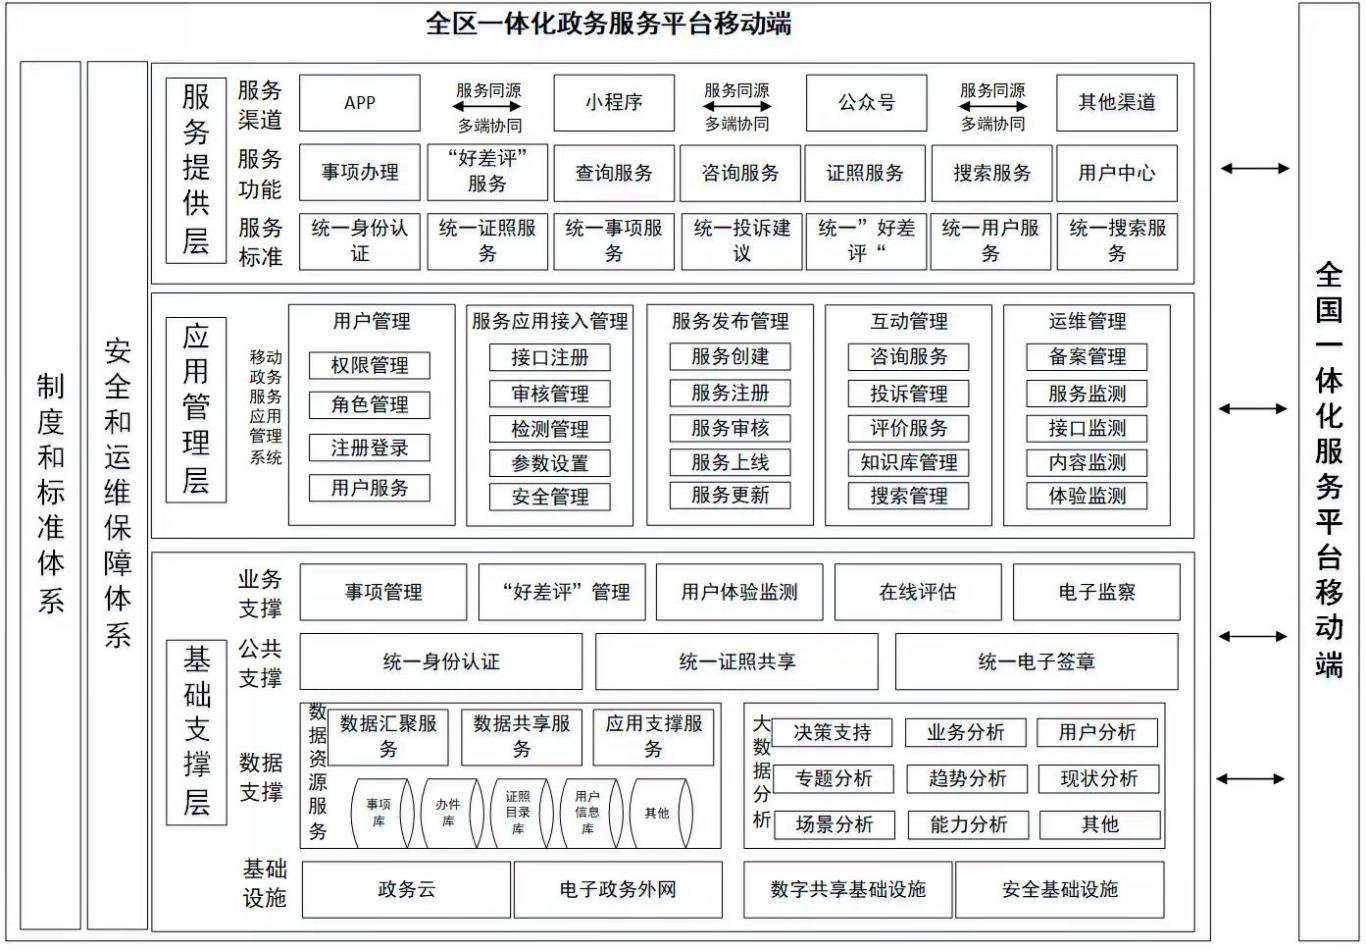 全区一体化政务服务平台移动端
制度和标准体系
安全和运维保障体系
服务提供层
服务
渠道
APP
服务同源
多端协同
小程序
服务同源
多端协同
公众号
服务同源
多端协同
其他渠道
服务
功能
事项办理
“好差评”
服务
查询服务
咨询服务
证照服务
搜索服务
用户中心
服务
标准
统一身份认
证
统一证照服
务
统一事项服
务
统一投诉建
议
统一”好差
评“
统一用户服
务
统一搜索服
务
应用管理层
移动
政务
服务
应用
管理
系统
用户管理
权限管理
角色管理
注册登录
用户服务
服务应用接入管理
接口注册
审核管理
检测管理
参数设置
安全管理
服务发布管理
服务创建
服务注册
服务审核
服务上线
服务更新
互动管理
咨询服务
投诉管理
评价服务
知识库管理
搜索管理
运维管理
备案管理
服务监测
接口监测
内容监测
体验监测
基础支撑层
业务
支撑
事项管理
“好差评”管理
用户体验监测
在线评估
电子监察
公共
支撑
统一身份认证
统一证照共享
统一电子签章
数据
支撑
数据资源服务
数据汇聚服
务
数据共享服
务
应用支撑服
务
事项
库
办件
库
证照
目录
库
用户
信息
库
其他
大数据分析
决策支持
业务分析
用户分析
专题分析
趋势分析
现状分析
场景分析
能力分析
其他
基础
设施
政务云
电子政务外网
数字共享基础设施
安全基础设施
全国一体化服务平台移动端